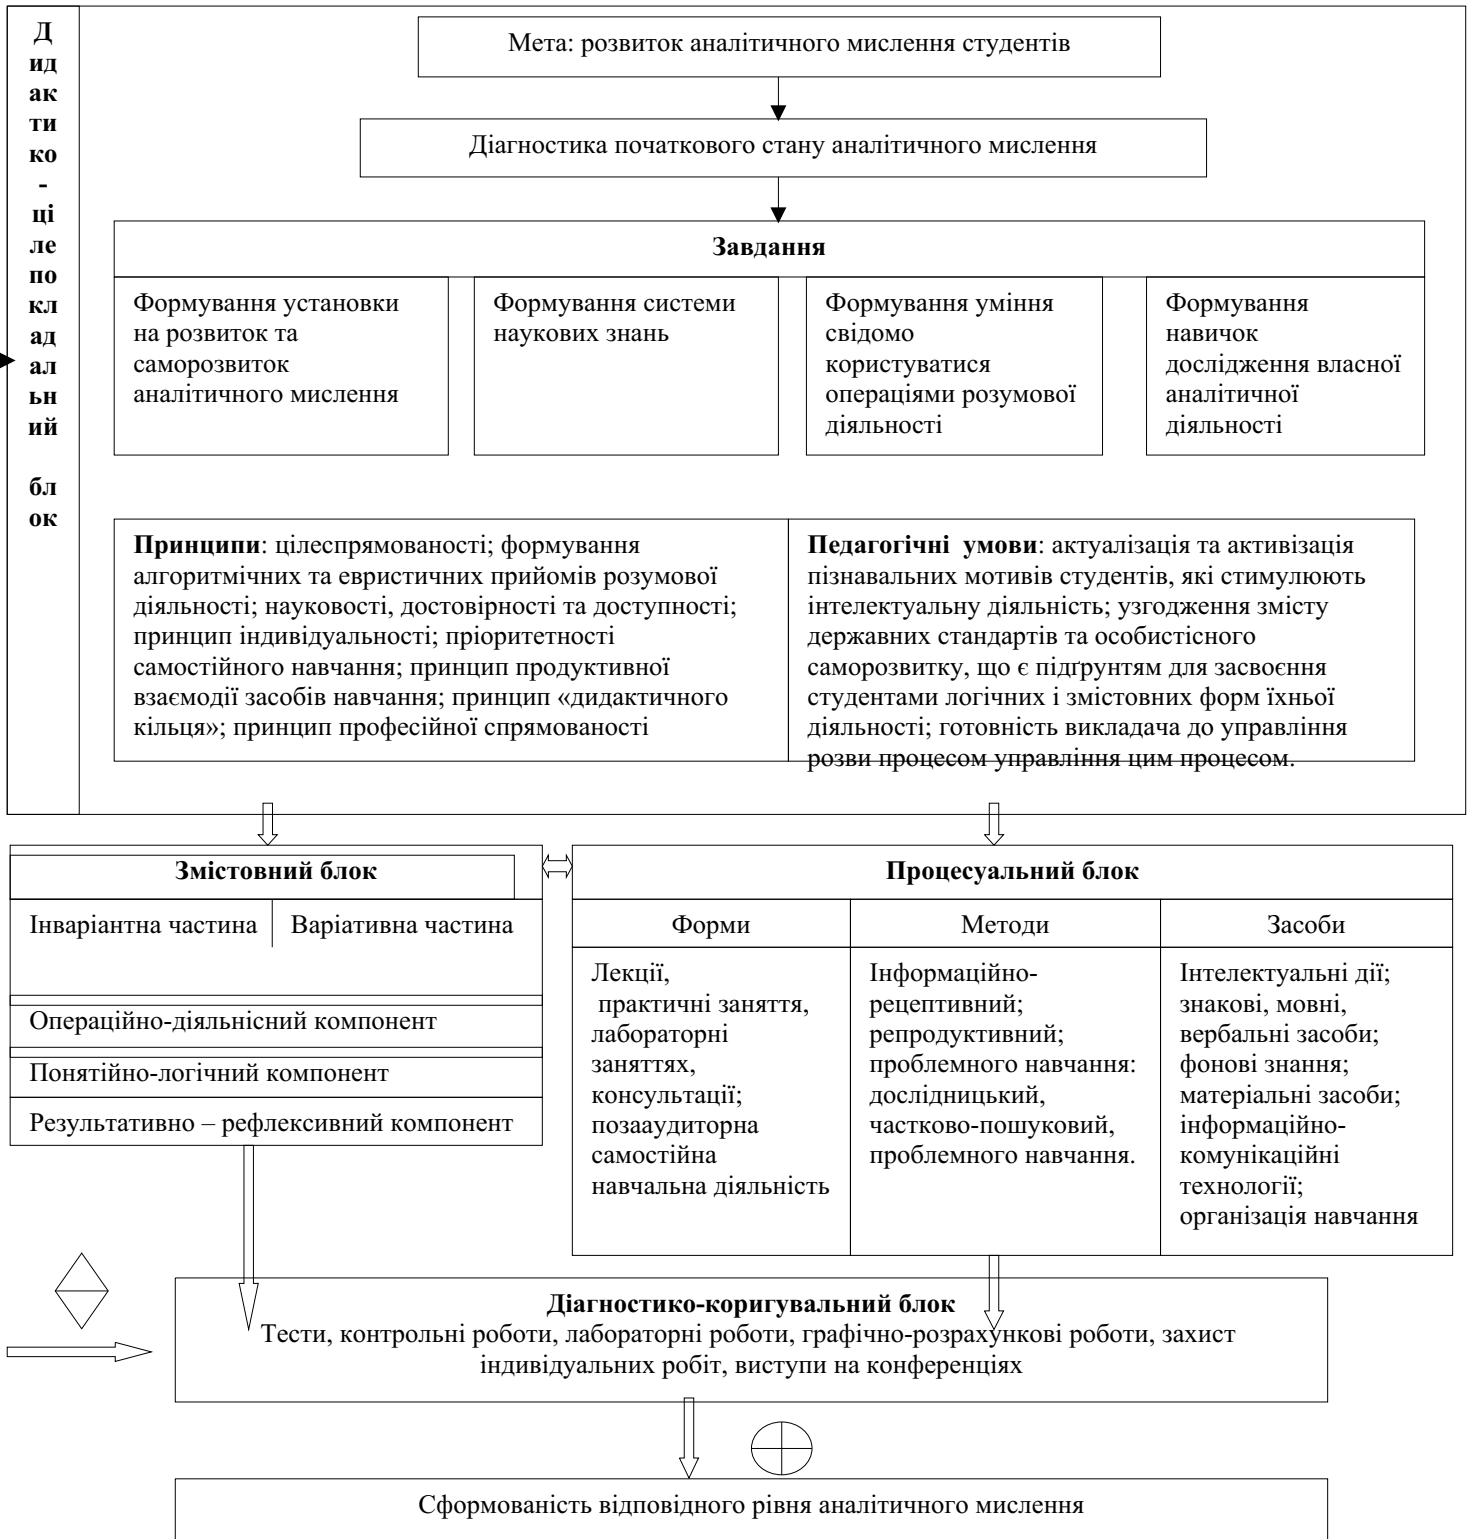 Д
ид
ак
ти
ко
-
ці
ле
по
кл
ад
ал
ьн
ий
бл
ок
Мета: розвиток аналітичного мислення студентів
Діагностика початкового стану аналітичного мислення
Завдання
Формування установки
на розвиток та
саморозвиток
аналітичного мислення
Формування системи
наукових знань
Формування уміння
свідомо
користуватися
операціями розумової
діяльності
Формування
навичок
дослідження власної
аналітичної
діяльності
Принципи: цілеспрямованості; формування
алгоритмічних та евристичних прийомів розумової
діяльності; науковості, достовірності та доступності;
принцип індивідуальності; пріоритетності
самостійного навчання; принцип продуктивної
взаємодії засобів навчання; принцип «дидактичного
кільця»; принцип професійної спрямованості
Педагогічні умови: актуалізація та активізація
пізнавальних мотивів студентів, які стимулюють
інтелектуальну діяльність; узгодження змісту
державних стандартів та особистісного
саморозвитку, що є підґрунтям для засвоєння
студентами логічних і змістовних форм їхньої
діяльності; готовність викладача до управління
розви процесом управління цим процесом.
Змістовний блок
Інваріантна частина
Варіативна частина
Операційно-діяльнісний компонент
Понятійно-логічний компонент
Результативно – рефлексивний компонент
Процесуальний блок
Форми
Методи
Засоби
Лекції,
практичні заняття,
лабораторні
заняттях,
консультації;
позааудиторна
самостійна
навчальна діяльність
Інформаційно-
рецептивний;
репродуктивний;
проблемного навчання:
дослідницький,
частково-пошуковий,
проблемного навчання.
Інтелектуальні дії;
знакові, мовні,
вербальні засоби;
фонові знання;
матеріальні засоби;
інформаційно-
комунікаційні
технології;
організація навчання
Діагностико-коригувальний блок
Тести, контрольні роботи, лабораторні роботи, графічно-розрахункові роботи, захист
індивідуальних робіт, виступи на конференціях
Сформованість відповідного рівня аналітичного мислення